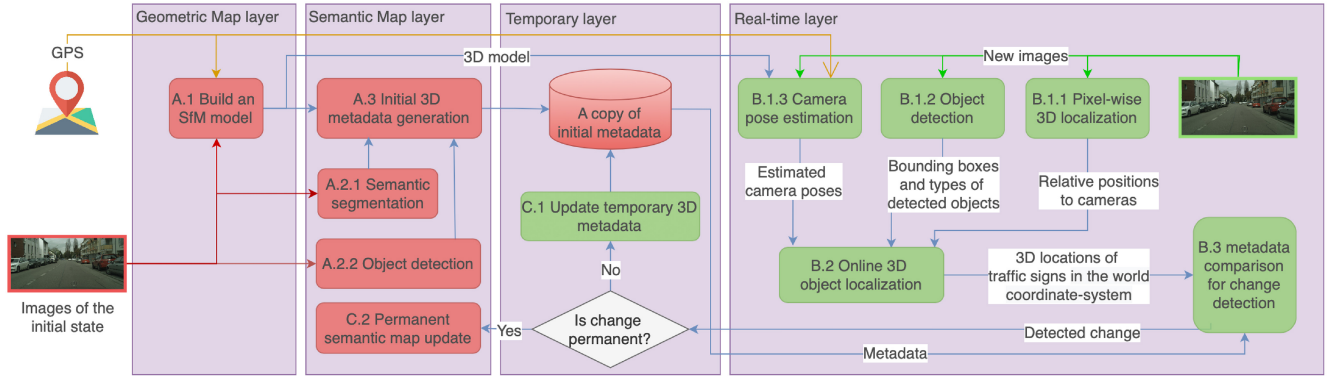 Geometric Map layer
Semantic Map layer
Temporary layer
Real-time layer
GPS
3D model
New images
A.1 Build an
SfM model
A.3 Initial 3D
metadata generation
A copy of
initial metadata
B.1.3 Camera
pose estimation
B.1.2 Object
detection
B.1.1 Pixel-wise
3D localization
Estimated
camera poses
Bounding boxes
and types of
detected objects
Relative positions
to cameras
A.2.1 Semantic
segmentation
C.1 Update temporary 3D
metadata
A.2.2 Object detection
B.2 Online 3D
object localization
3D locations of
traffic signs in the world
coordinate-system
B.3 metadata
comparison
for change
detection
No
Images of the
initial state
C.2 Permanent
semantic map update
Yes
Is change
permanent?
Detected change
Metadata